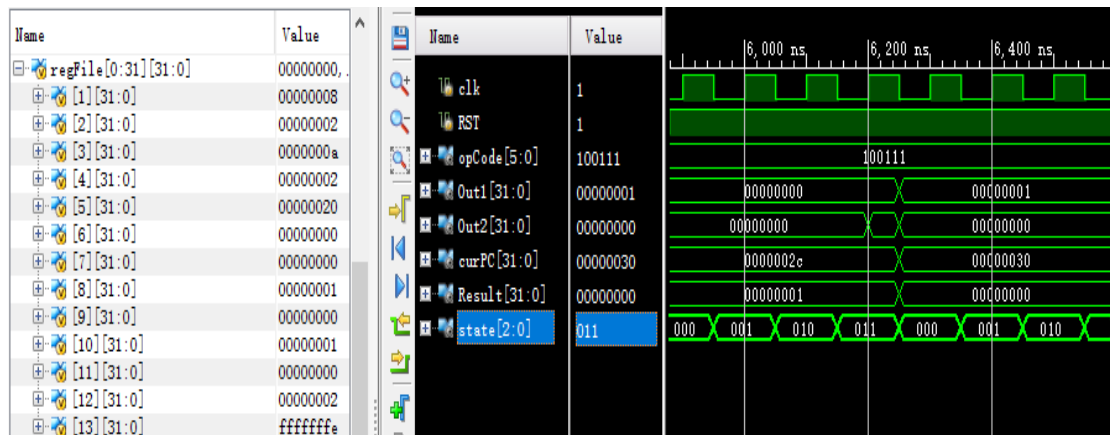 Name Value
regFile[0:31][31:0] 00000000,.
[1][31:0] 00000008
[2][31:0] 00000002
[3][31:0] 0000000a
[4][31:0] 00000002
[5][31:0] 00000020
[6][31:0] 00000000
[7][31:0] 00000000
[8][31:0] 00000001
[9][31:0] 00000000
[10][31:0] 00000001
[11][31:0] 00000000
[12][31:0] 00000002
[13][31:0] fffffffe
Name Value
6,000 ns 6,200 ns 6,400 ns
clk 1
RST 1
opCode[5:0] 100111 100111
Out1[31:0] 00000001 00000000 00000001
Out2[31:0] 00000000 00000000 00000000
curPC[31:0] 00000030 0000002c 00000030
Result[31:0] 00000000 00000001 00000000
state[2:0] 011 000 001 010 011 000 001 010